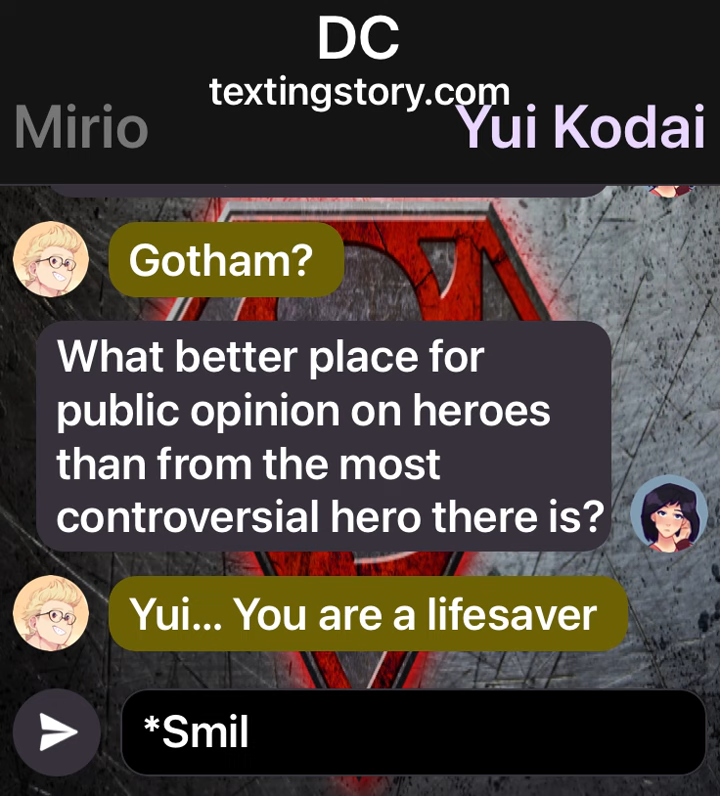 DC
textingstory.com
Mirio
Yui Kodai
Gotham?
What better place for
public opinion on heroes
than from the most
controversial hero there is?
Yui... You are a lifesaver
*Smil